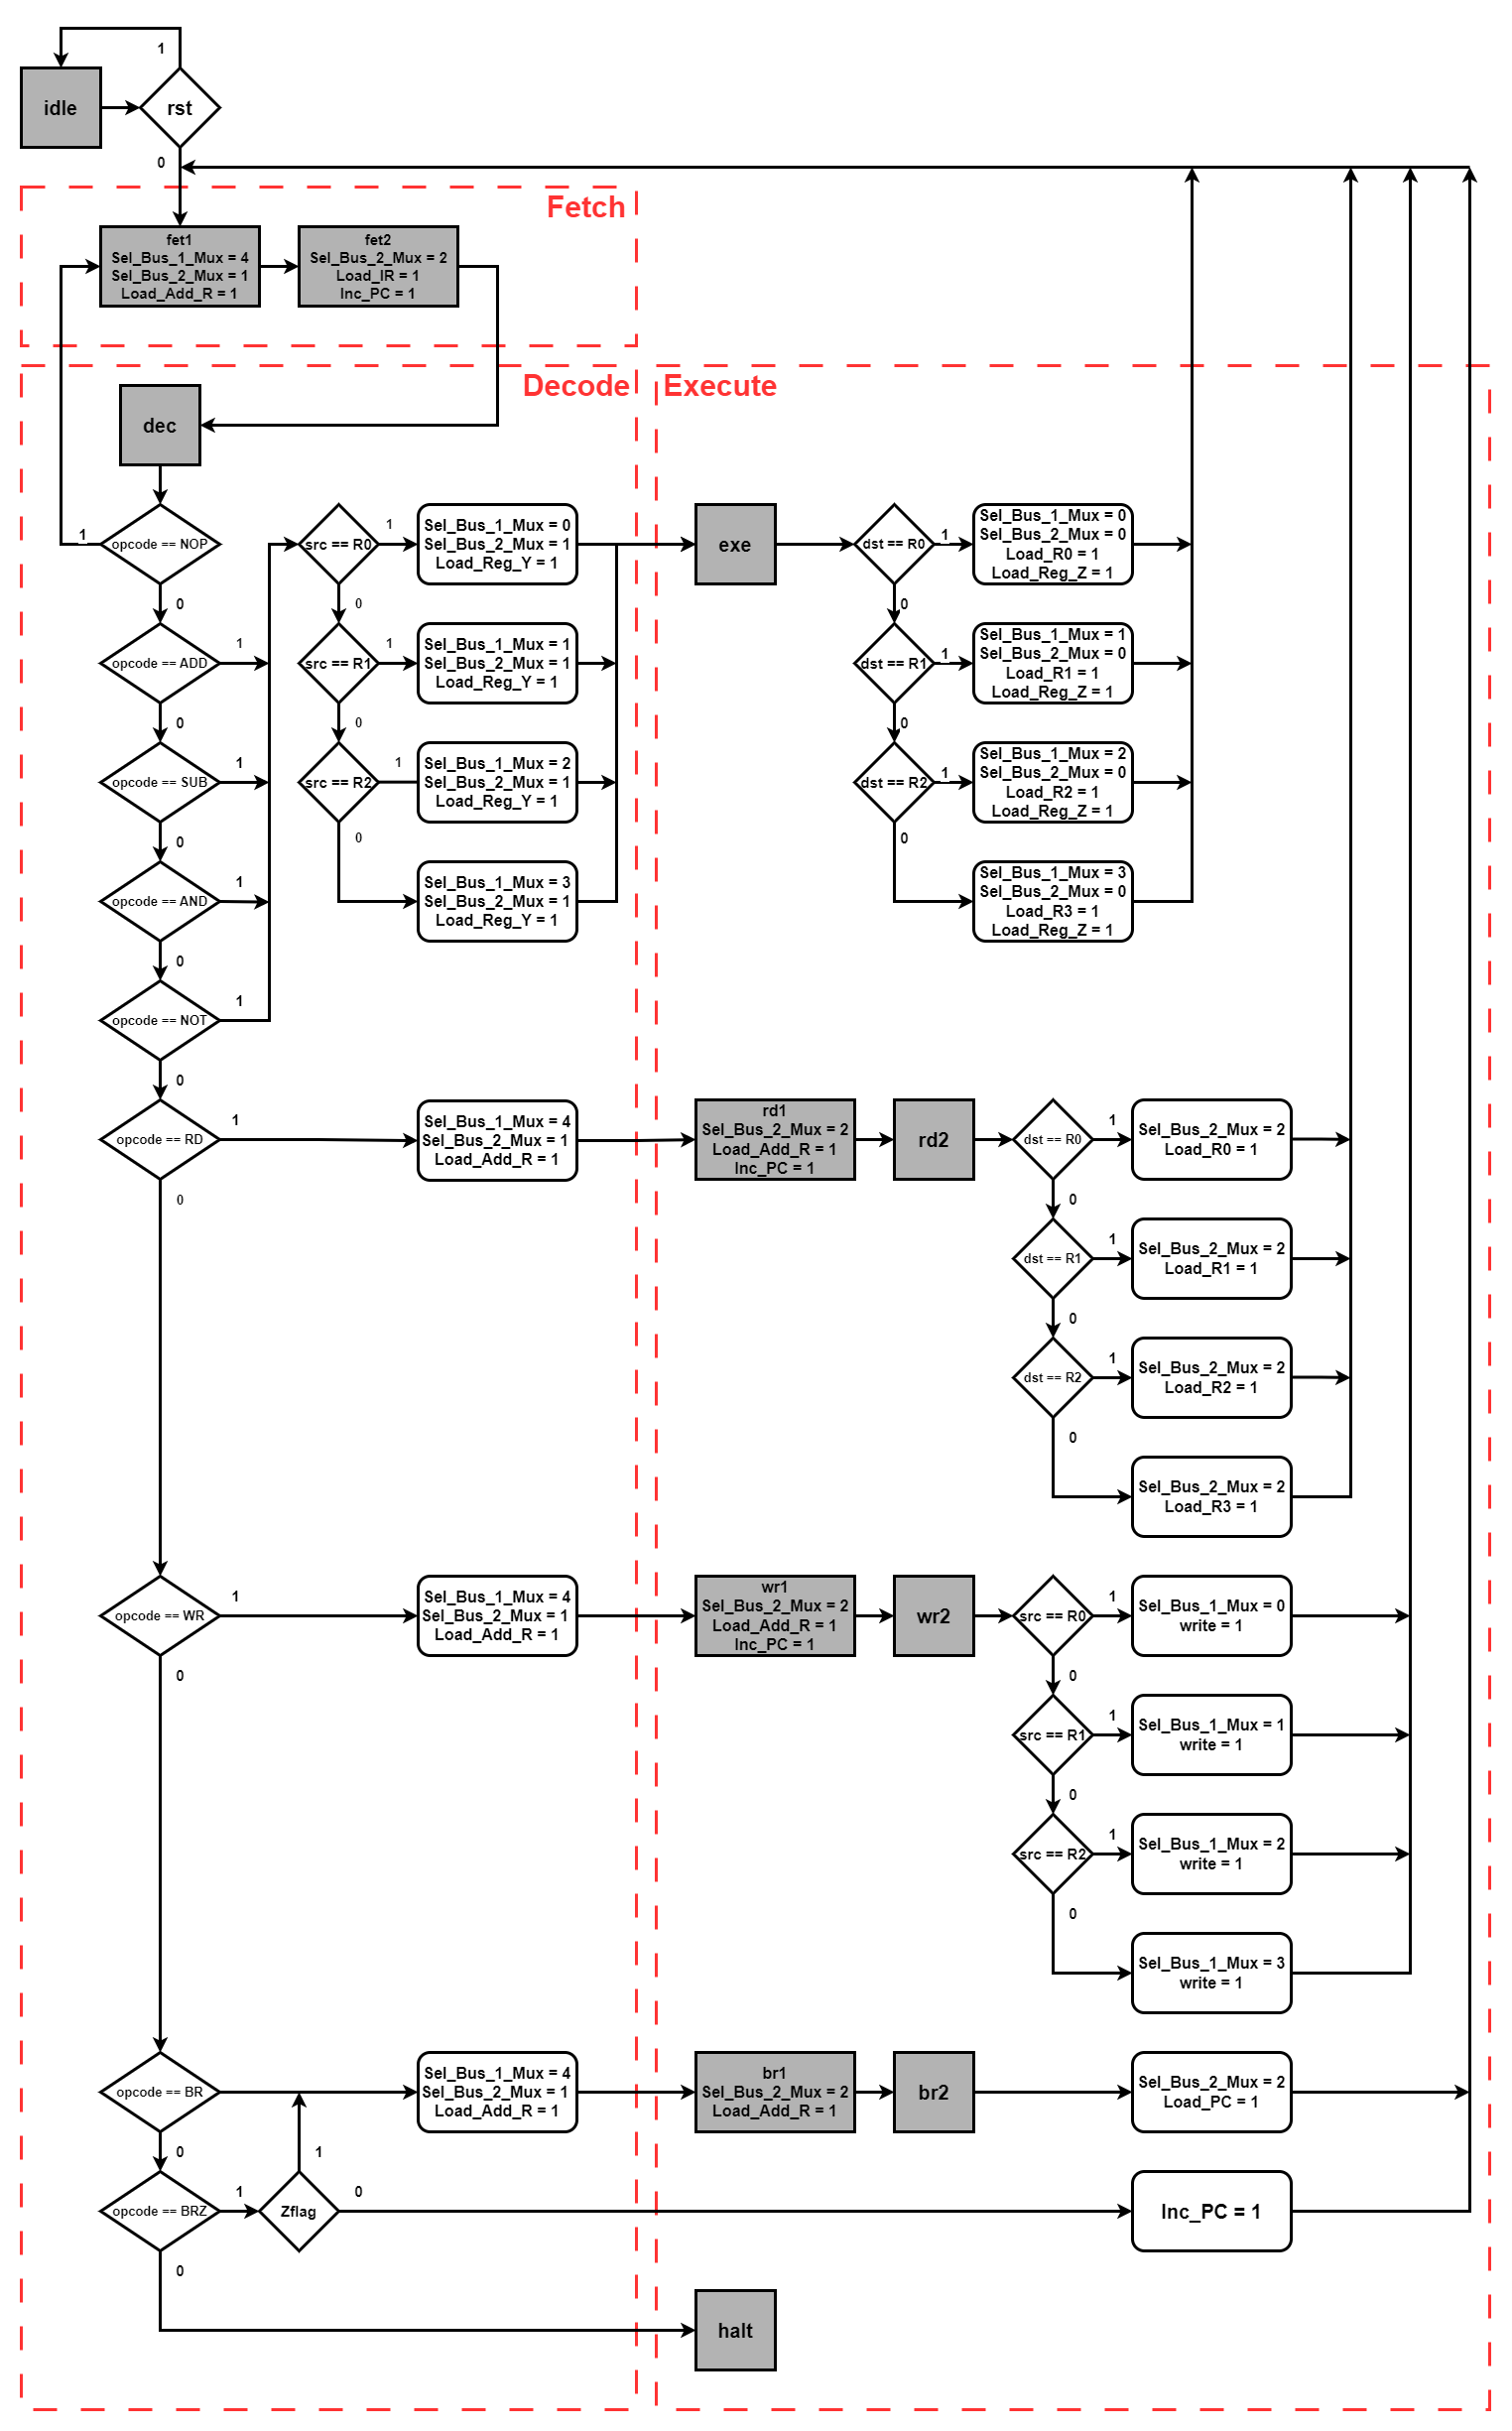 1
idle
rst
0
Fetch
fet1
Sel_Bus_1_Mux = 4
Sel_Bus_2_Mux = 1
Load_Add_R = 1
fet2
Sel_Bus_2_Mux = 2
Load_IR = 1
Inc_PC = 1
Decode
Execute
dec
opcode == NOP
1
0
src == R0
1
0
Sel_Bus_1_Mux = 0
Sel_Bus_2_Mux = 1
Load_Reg_Y = 1
exe
dst == R0
1
0
Sel_Bus_1_Mux = 0
Sel_Bus_2_Mux = 0
Load_R0 = 1
Load_Reg_Z = 1
opcode == ADD
1
0
src == R1
1
0
Sel_Bus_1_Mux = 1
Sel_Bus_2_Mux = 1
Load_Reg_Y = 1
dst == R1
1
0
Sel_Bus_1_Mux = 1
Sel_Bus_2_Mux = 0
Load_R1 = 1
Load_Reg_Z = 1
opcode == SUB
1
0
src == R2
1
0
Sel_Bus_1_Mux = 2
Sel_Bus_2_Mux = 1
Load_Reg_Y = 1
dst == R2
1
0
Sel_Bus_1_Mux = 2
Sel_Bus_2_Mux = 0
Load_R2 = 1
Load_Reg_Z = 1
opcode == AND
1
0
Sel_Bus_1_Mux = 3
Sel_Bus_2_Mux = 1
Load_Reg_Y = 1
Sel_Bus_1_Mux = 3
Sel_Bus_2_Mux = 0
Load_R3 = 1
Load_Reg_Z = 1
opcode == NOT
1
0
opcode == RD
1
0
Sel_Bus_1_Mux = 4
Sel_Bus_2_Mux = 1
Load_Add_R = 1
rd1
Sel_Bus_2_Mux = 2
Load_Add_R = 1
Inc_PC = 1
rd2
dst == R0
1
0
Sel_Bus_2_Mux = 2
Load_R0 = 1
dst == R1
1
0
Sel_Bus_2_Mux = 2
Load_R1 = 1
dst == R2
1
0
Sel_Bus_2_Mux = 2
Load_R2 = 1
Sel_Bus_2_Mux = 2
Load_R3 = 1
opcode == WR
1
0
Sel_Bus_1_Mux = 4
Sel_Bus_2_Mux = 1
Load_Add_R = 1
wr1
Sel_Bus_2_Mux = 2
Load_Add_R = 1
Inc_PC = 1
wr2
src == R0
1
0
Sel_Bus_1_Mux = 0
write = 1
src == R1
1
0
Sel_Bus_1_Mux = 1
write = 1
src == R2
1
0
Sel_Bus_1_Mux = 2
write = 1
Sel_Bus_1_Mux = 3
write = 1
opcode == BR
0
Sel_Bus_1_Mux = 4
Sel_Bus_2_Mux = 1
Load_Add_R = 1
br1
Sel_Bus_2_Mux = 2
Load_Add_R = 1
br2
Sel_Bus_2_Mux = 2
Load_PC = 1
opcode == BRZ
1
0
Zflag
1
0
Inc_PC = 1
halt